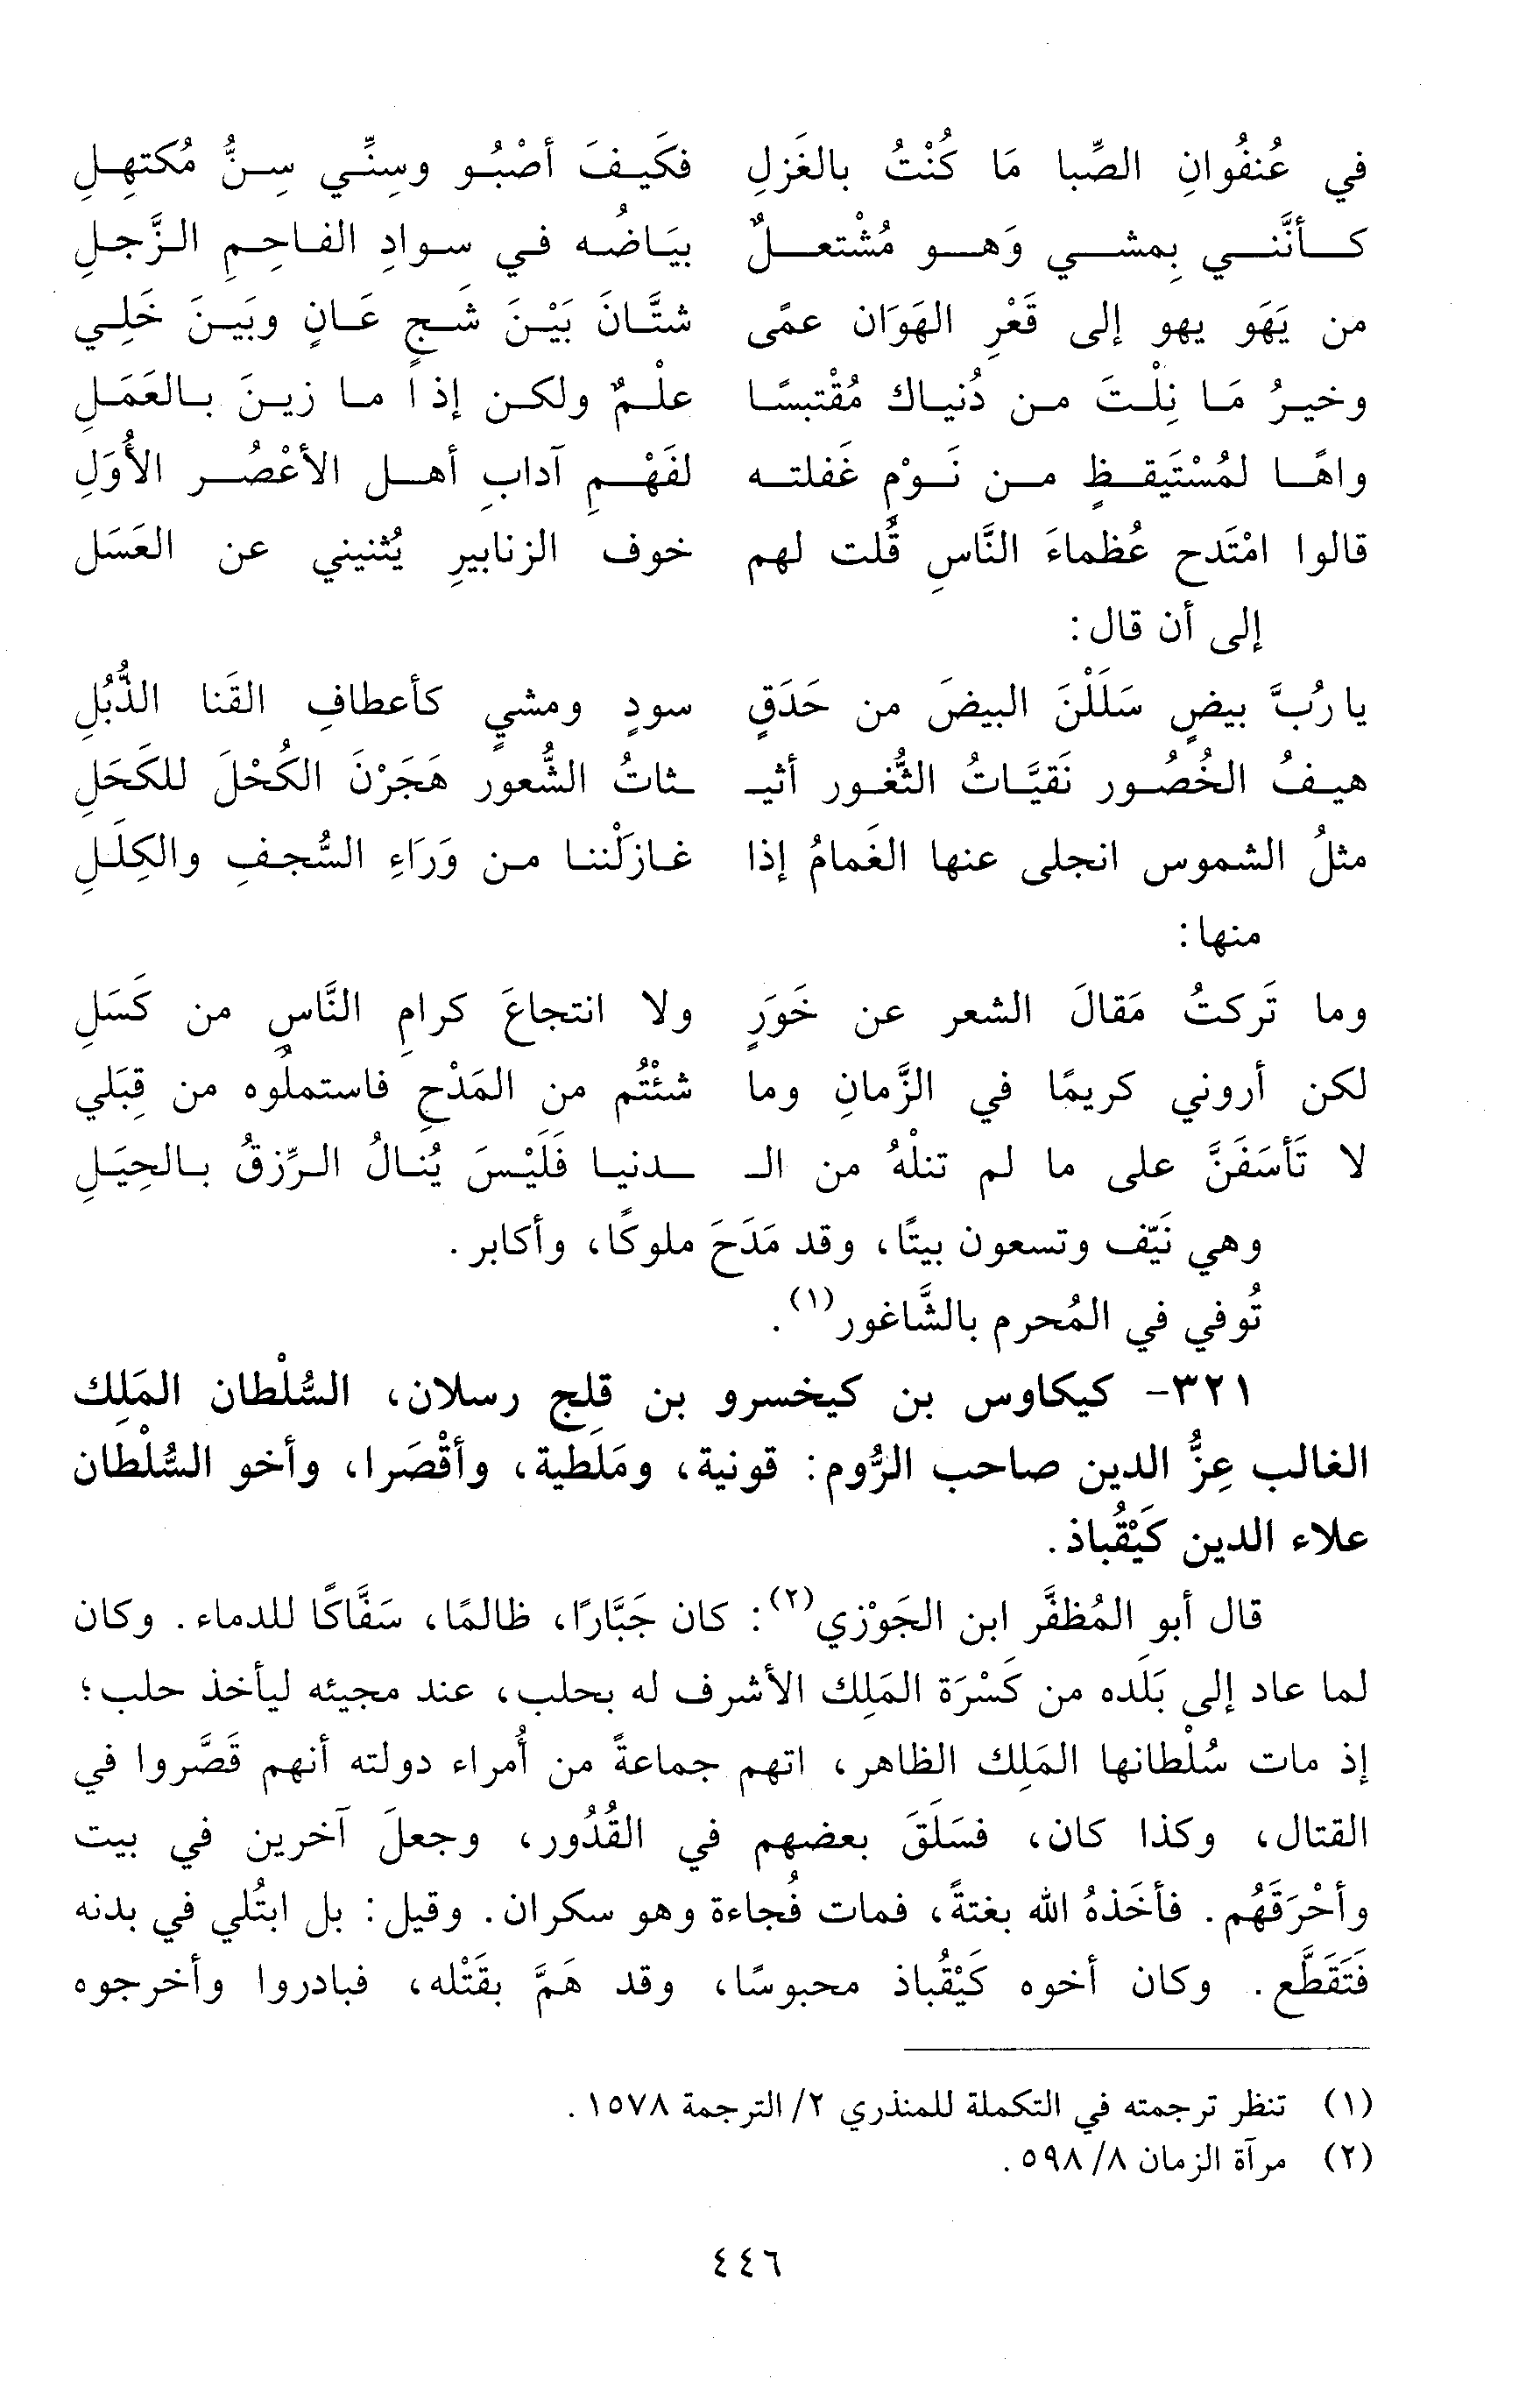 في عُنفُوانِ الصِّبا مَا كُنْتُ بالغَزلِ فكَيفَ أصْبُو وسِنِّي سِنُّ مُكتهِلِ
كأنَّني بِمشي وَهو مُشْتعلٌ بيَاضُه في سوادِ الفاحِمِ الزَّجلِ
من يَهَو يهو إلى قَعْرِ الهَوَان عمًى شتَّانَ بَيْنَ شَجٍ عَانٍ وبَينَ خَلِي
وخيرُ مَا نِلْتَ من دُنياك مُقْتبسًا علْمٌ ولكن إذا ما زينَ بالعَمَلِ
واهًا لمُسْتَيقظٍ من نَوْمِ غَفلته لفَهْمِ آدابِ أهل الأعْصُر الأُوَلِ
قالوا امْتَدح عُظماءَ النَّاسِ قُلت لهم خوف الزنابيرِ يُثنيني عن العَسَل
إلى أن قال:
يا رُبَّ بيضٍ سَلَلْنَ البيضَ من حَدَقٍ سودٍ ومشيٍ كأعطافِ القَنا الذُّبُلِ
هيفُ الخُصُور نَقيَّاتُ الثُّغور أثيـ ـثاتُ الشُّعور هَجَرْنَ الكُحْلَ للكَحَلِ
مثلُ الشموس انجلى عنها الغَمامُ إذا غازلْننا من وَرَاءِ السُّجفِ والكِلَلِ
منها:
وما تَركتُ مَقالَ الشعر عن خَوَرٍ ولا انتجاعَ كرامِ النَّاسِ من كَسَلِ
لكن أروني كريمًا في الزَّمانِ وما شئْتُم من المَدْحِ فاستملُوه من قِبَلي
لا تَأسَفَنَّ على ما لم تنلْهُ من الـ ـدنيا فَلَيْسَ يُنالُ الرِّزقُ بالحِيَلِ
وهي نَيّف وتسعون بيتًا، وقد مَدَحَ ملوكًا، وأكابر.
تُوفي في المُحرم بالشَّاغور(١).
٣٢١- كيكاوس بن كيخسرو بن قلِج رسلان، السُّلْطان المَلِك
الغالب عِزُّ الدين صاحب الرُّوم: قونية، ومَلَطية، وأقْصَرا، وأخو السُّلْطان
علاء الدين كَيْقُباذ.
قال أبو المُظفَّر ابن الجَوْزي(٢): كان جَبَّارًا، ظالمًا، سَفَّاكًا للدماء. وكان
لما عاد إلى بَلَده من كَسْرَة المَلِك الأشرف له بحلب، عند مجيئه ليأخذ حلب؛
إذ مات سُلْطانها المَلِك الظاهر، اتهم جماعةً من أُمراء دولته أنهم قَصَّروا في
القتال، وكذا كان، فسَلَقَ بعضهم في القُدُور، وجعلَ آخرين في بيت
وأحْرَقَهُم. فأخَذهُ الله بغتةً، فمات فُجاءة وهو سكران. وقيل: بل ابتُلي في بدنه
فَتَقَطَّع. وكان أخوه كَيْقُباذ محبوسًا، وقد هَمَّ بقَتْله، فبادروا وأخرجوه
(١) تنظر ترجمته في التكملة للمنذري ٢/ الترجمة ١٥٧٨.
(٢) مرآة الزمان ٨/ ٥٩٨.
٤٤٦